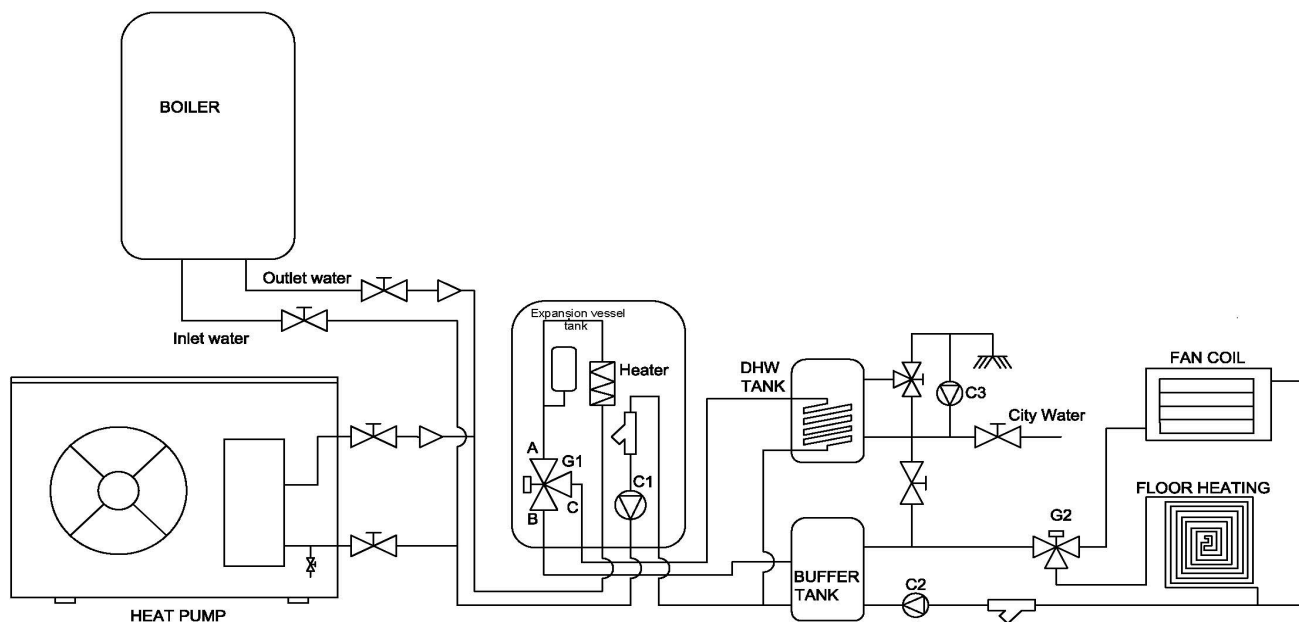 BOILER
Outlet water
Inlet water
Expansion vessel
tank
Heater
A
G1
B
C
C1
DHW
TANK
C3
City Water
FAN COIL
FLOOR HEATING
G2
BUFFER
TANK
C2
HEAT PUMP